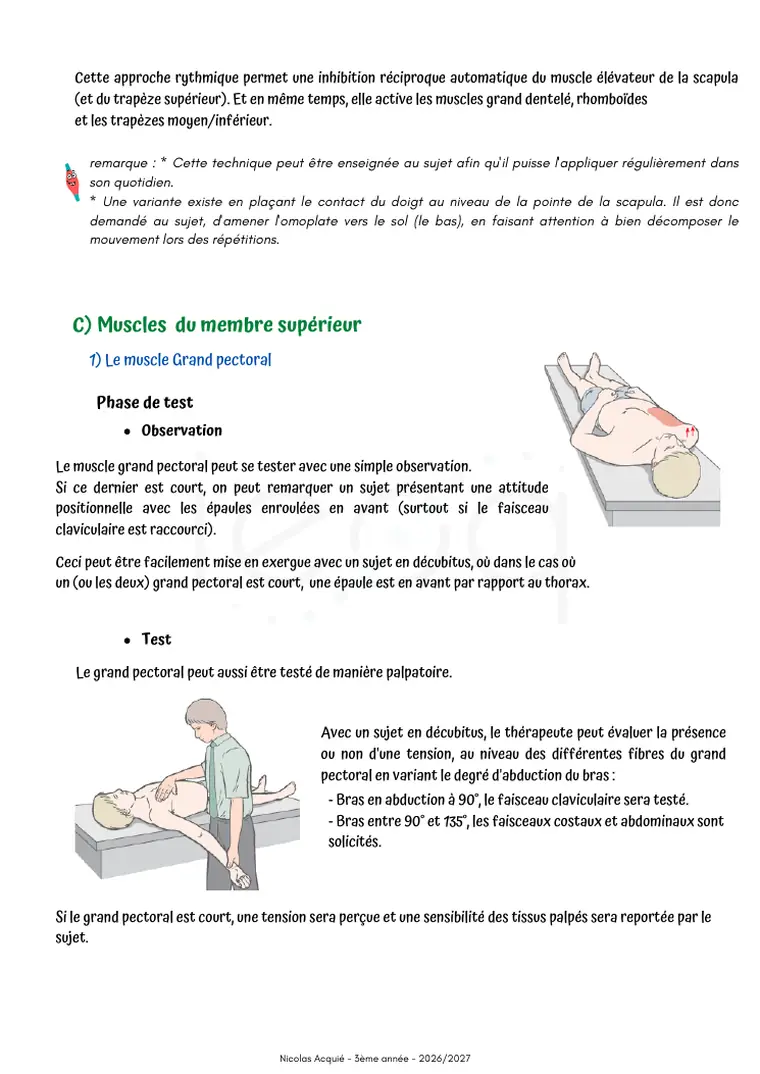 Cette approche rythmique permet une inhibition réciproque automatique du muscle élévateur de la scapula
(et du trapèze supérieur). Et en même temps, elle active les muscles grand dentelé, rhomboïdes
et les trapèzes moyen/inférieur.
remarque : * Cette technique peut être enseignée au sujet afin qu'il puisse l'appliquer régulièrement dans
son quotidien.
* Une variante existe en plaçant le contact du doigt au niveau de la pointe de la scapula. Il est donc
demandé au sujet, d'amener l'omoplate vers le sol (le bas), en faisant attention à bien décomposer le
mouvement lors des répétitions.
C) Muscles du membre supérieur
1) Le muscle Grand pectoral
Phase de test
• Observation
Le muscle grand pectoral peut se tester avec une simple observation.
Si ce dernier est court, on peut remarquer un sujet présentant une attitude
positionnelle avec les épaules enroulées en avant (surtout si le faisceau
claviculaire est raccourci).
Ceci peut être facilement mise en exergue avec un sujet en décubitus, où dans le cas où
un (ou les deux) grand pectoral est court, une épaule est en avant par rapport au thorax.
• Test
Le grand pectoral peut aussi être testé de manière palpatoire.
Avec un sujet en décubitus, le thérapeute peut évaluer la présence
ou non d'une tension, au niveau des différentes fibres du grand
pectoral en variant le degré d'abduction du bras :
- Bras en abduction à 90°, le faisceau claviculaire sera testé.
- Bras entre 90° et 135°, les faisceaux costaux et abdominaux sont
solicités.
Si le grand pectoral est court, une tension sera perçue et une sensibilité des tissus palpés sera reportée par le
sujet.
Nicolas Acquié - 3ème année - 2026/2027